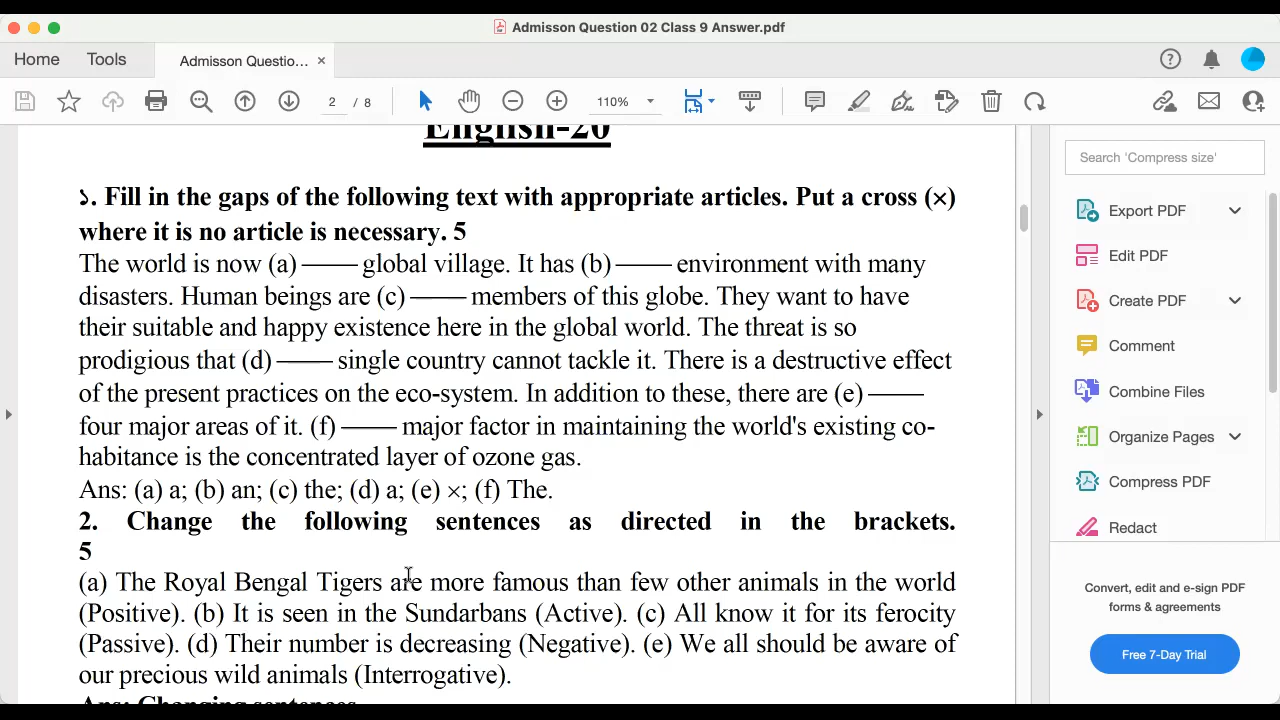 Admisson Question 02 Class 9 Answer.pdf
Home Tools Admisson Questio... ×
2 / 8 110% Search 'Compress size'
English-20
১. Fill in the gaps of the following text with appropriate articles. Put a cross (×)
where it is no article is necessary. 5
The world is now (a) —— global village. It has (b) —— environment with many
disasters. Human beings are (c) —— members of this globe. They want to have
their suitable and happy existence here in the global world. The threat is so
prodigious that (d) —— single country cannot tackle it. There is a destructive effect
of the present practices on the eco-system. In addition to these, there are (e) ——
four major areas of it. (f) —— major factor in maintaining the world's existing co-
habitance is the concentrated layer of ozone gas.
Ans: (a) a; (b) an; (c) the; (d) a; (e) ×; (f) The.
2. Change the following sentences as directed in the brackets.
5
(a) The Royal Bengal Tigers are more famous than few other animals in the world
(Positive). (b) It is seen in the Sundarbans (Active). (c) All know it for its ferocity
(Passive). (d) Their number is decreasing (Negative). (e) We all should be aware of
our precious wild animals (Interrogative).
Ans: Changing sentences
Export PDF
Edit PDF
Create PDF
Comment
Combine Files
Organize Pages
Compress PDF
Redact
Convert, edit and e-sign PDF
forms & agreements
Free 7-Day Trial